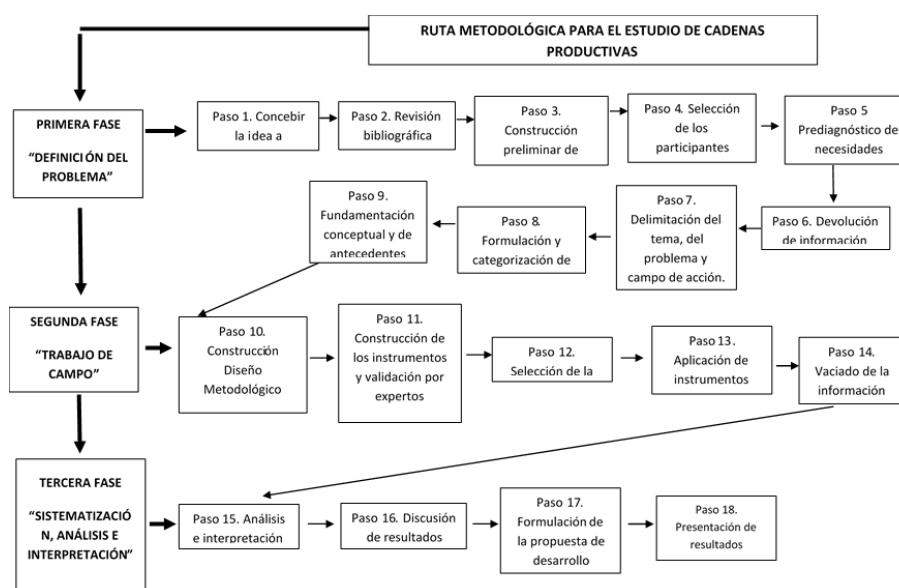 RUTA METODOLÓGICA PARA EL ESTUDIO DE CADENAS
PRODUCTIVAS
PRIMERA FASE
“DEFINICIÓN DEL
PROBLEMA”
Paso 1. Concebir
la idea a
Paso 2. Revisión
bibliográfica
Paso 3.
Construcción
preliminar de
Paso 4. Selección
de los
participantes
Paso 5
Prediagnóstico de
necesidades
Paso 6. Devolución
de información
Paso 7.
Delimitación del
tema, del
problema y
campo de acción.
Paso 8.
Formulación y
categorización de
Paso 9.
Fundamentación
conceptual y de
antecedentes
SEGUNDA FASE
“TRABAJO DE
CAMPO”
Paso 10.
Construcción
Diseño
Metodológico
Paso 11.
Construcción de
los instrumentos
y validación por
expertos
Paso 12.
Selección de la
Paso 13.
Aplicación de
instrumentos
Paso 14.
Vaciado de la
información
TERCERA FASE
“SISTEMATIZACIÓ
N, ANÁLISIS E
INTERPRETACIÓN”
Paso 15. Análisis
e interpretación
Paso 16. Discusión
de resultados
Paso 17.
Formulación de
la propuesta de
desarrollo
Paso 18.
Presentación de
resultados